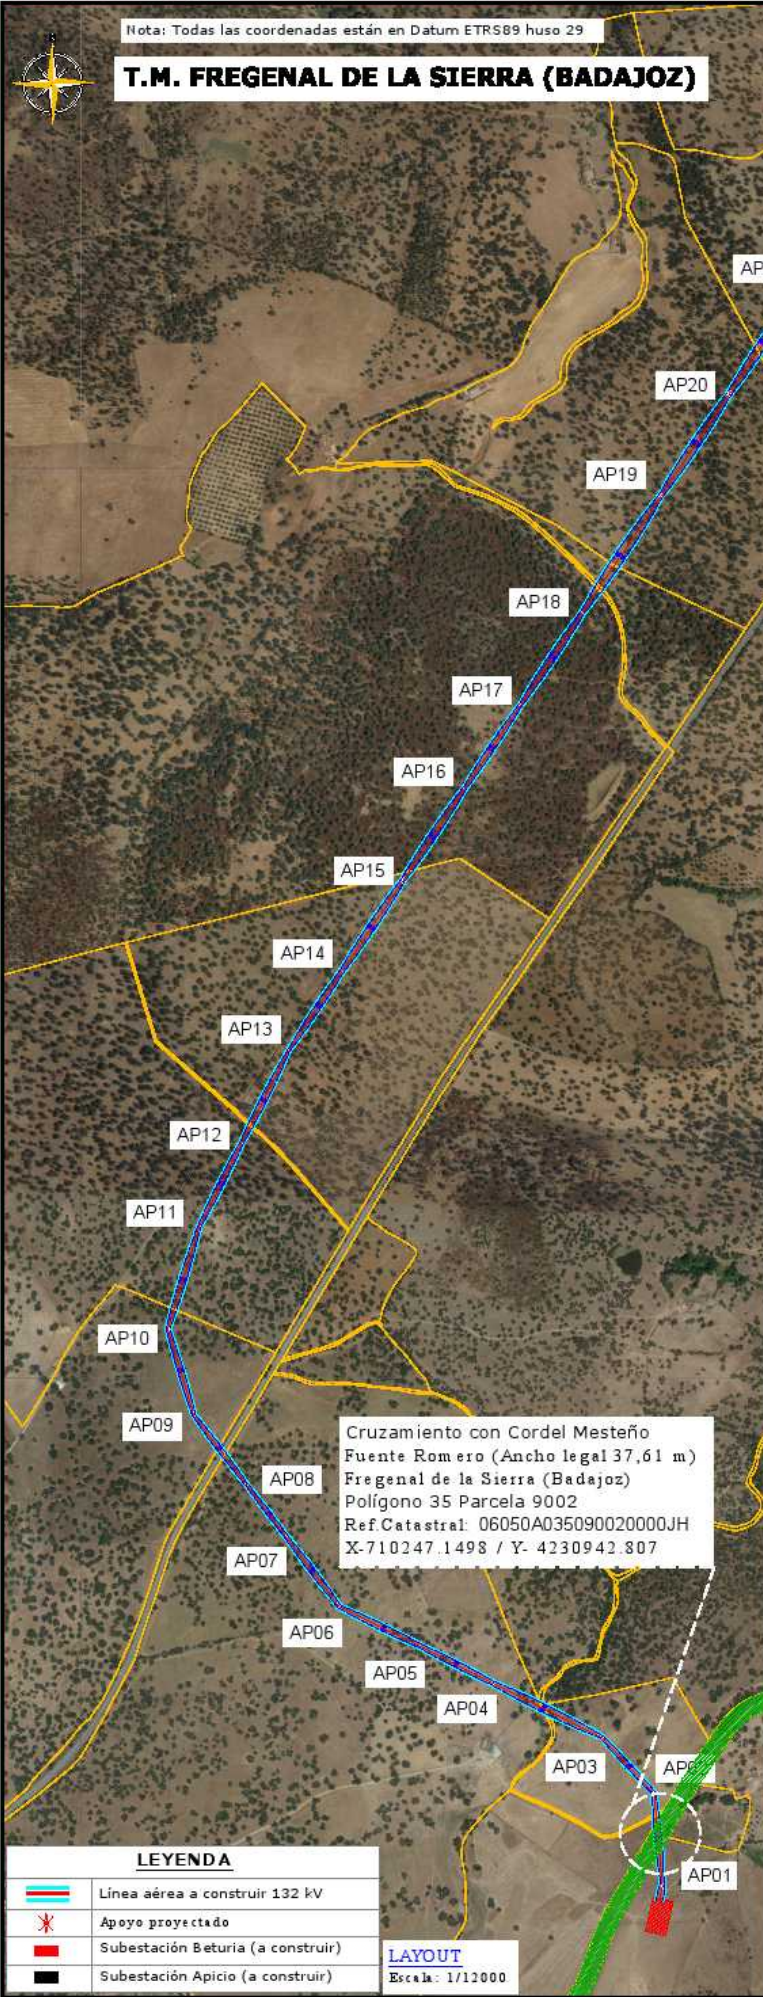 Nota: Todas las coordenadas están en Datum ETRS89 huso 29
T.M. FREGENAL DE LA SIERRA (BADAJOZ)
AP20
AP19
AP18
AP17
AP16
AP15
AP14
AP13
AP12
AP11
AP10
AP09
AP08
AP07
AP06
AP05
AP04
AP03
AP01
Cruzamiento con Cordel Mesteño
Fuente Romero (Ancho legal 37,61 m)
Fregenal de la Sierra (Badajoz)
Polígono 35 Parcela 9002
Ref.Catastral: 06050A035090020000JH
X-710247.1498 / Y- 4230942.807
LEYENDA
Línea aérea a construir 132 kV
Apoyo proyectado
Subestación Beturia (a construir)
Subestación Apicio (a construir)
LAYOUT
Escala: 1/12000